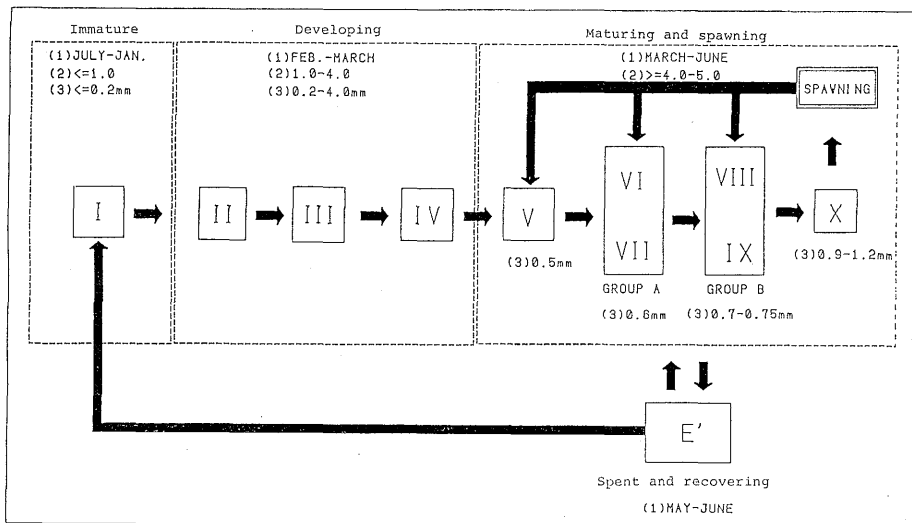 Immature
Developing
Maturing and spawning
(1)JULY-JAN.
(2)<=1.0
(3)<=0.2mm
(1)FEB.-MARCH
(2)1.0-4.0
(3)0.2-4.0mm
(1)MARCH-JUNE
(2)>=4.0-5.0
SPAWNING
I
II
III
IV
V
VI
VII
VIII
IX
X
(3)0.5mm
GROUP A
(3)0.6mm
GROUP B
(3)0.7-0.75mm
(3)0.9-1.2mm
E'
Spent and recovering
(1)MAY-JUNE